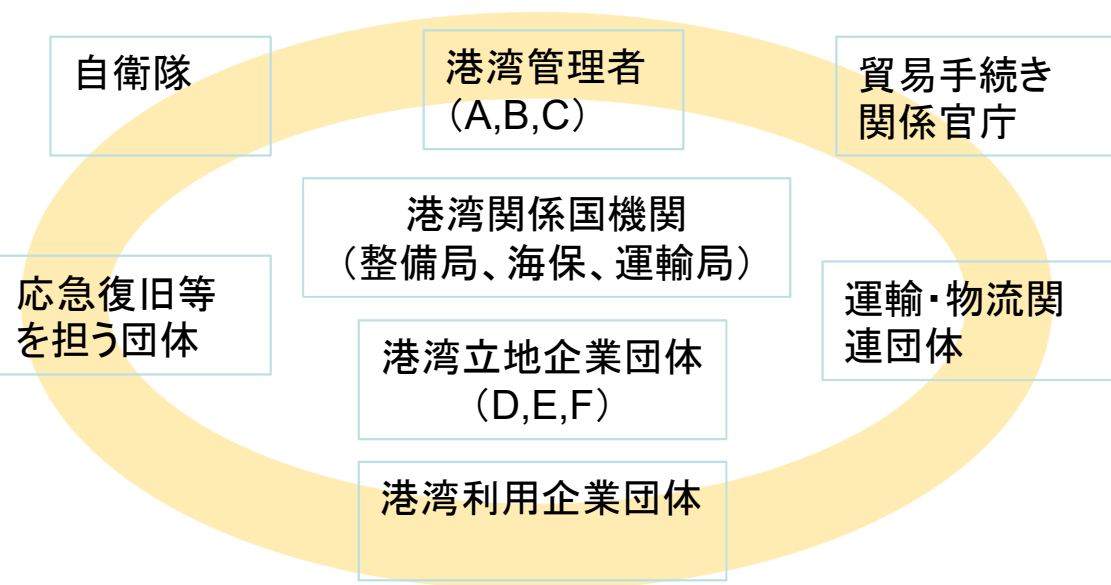 自衛隊
港湾管理者
（A,B,C）
貿易手続き
関係官庁
港湾関係国機関
（整備局、海保、運輸局）
応急復旧等
を担う団体
運輸・物流関
連団体
港湾立地企業団体
（D,E,F）
港湾利用企業団体